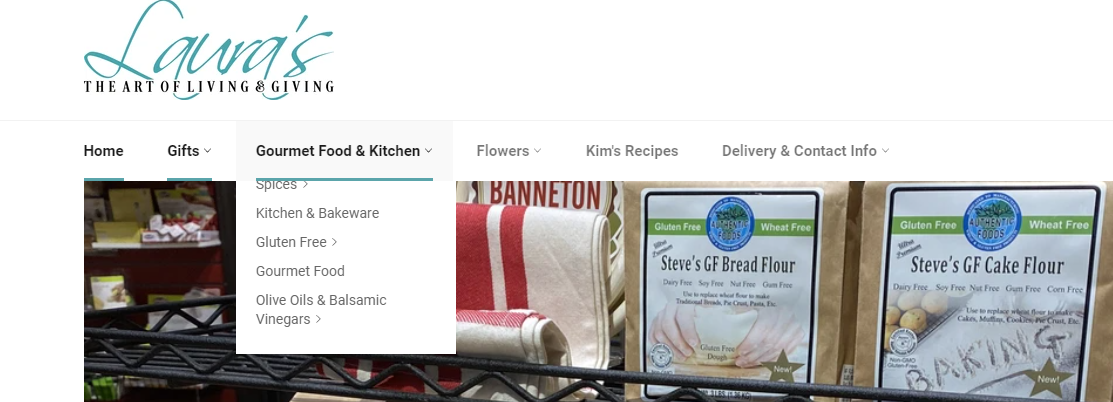 Laura's
THE ART OF LIVING & GIVING
Home
Gifts
Gourmet Food & Kitchen
Flowers
Kim's Recipes
Delivery & Contact Info
Spices
Kitchen & Bakeware
Gluten Free
Gourmet Food
Olive Oils & Balsamic
Vinegars
BANNETON
Gluten Free
AUTHENTIC
FOODS
Wheat Free
Steve's GF Bread Flour
Dairy Free Soy Free Nut Free Gum Free
Use to replace wheat flour to make
Traditional Breads, Pie Crust, Pasta, Etc.
Gluten Free
Dough
New!
Gluten Free
AUTHENTIC
FOODS
Wheat Free
Steve's GF Cake Flour
Dairy Free Soy Free Nut Free Gum Free Corn Free
Use to replace wheat flour to make
Cakes, Muffins, Cookies, Pie Crust, Etc.
BAKING
Non-GMO
Gluten-Free
New!